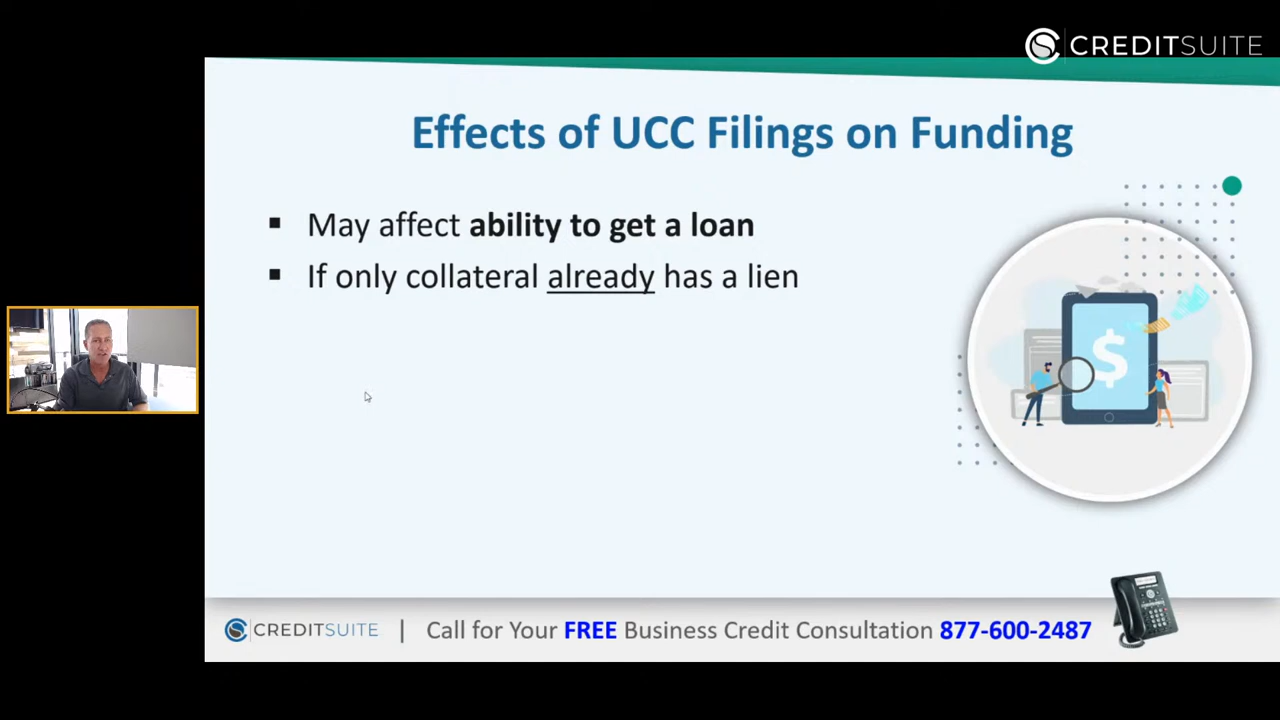 CREDITSUITE
Effects of UCC Filings on Funding
▪ May affect ability to get a loan
▪ If only collateral already has a lien
$
CREDITSUITE | Call for Your FREE Business Credit Consultation 877-600-2487